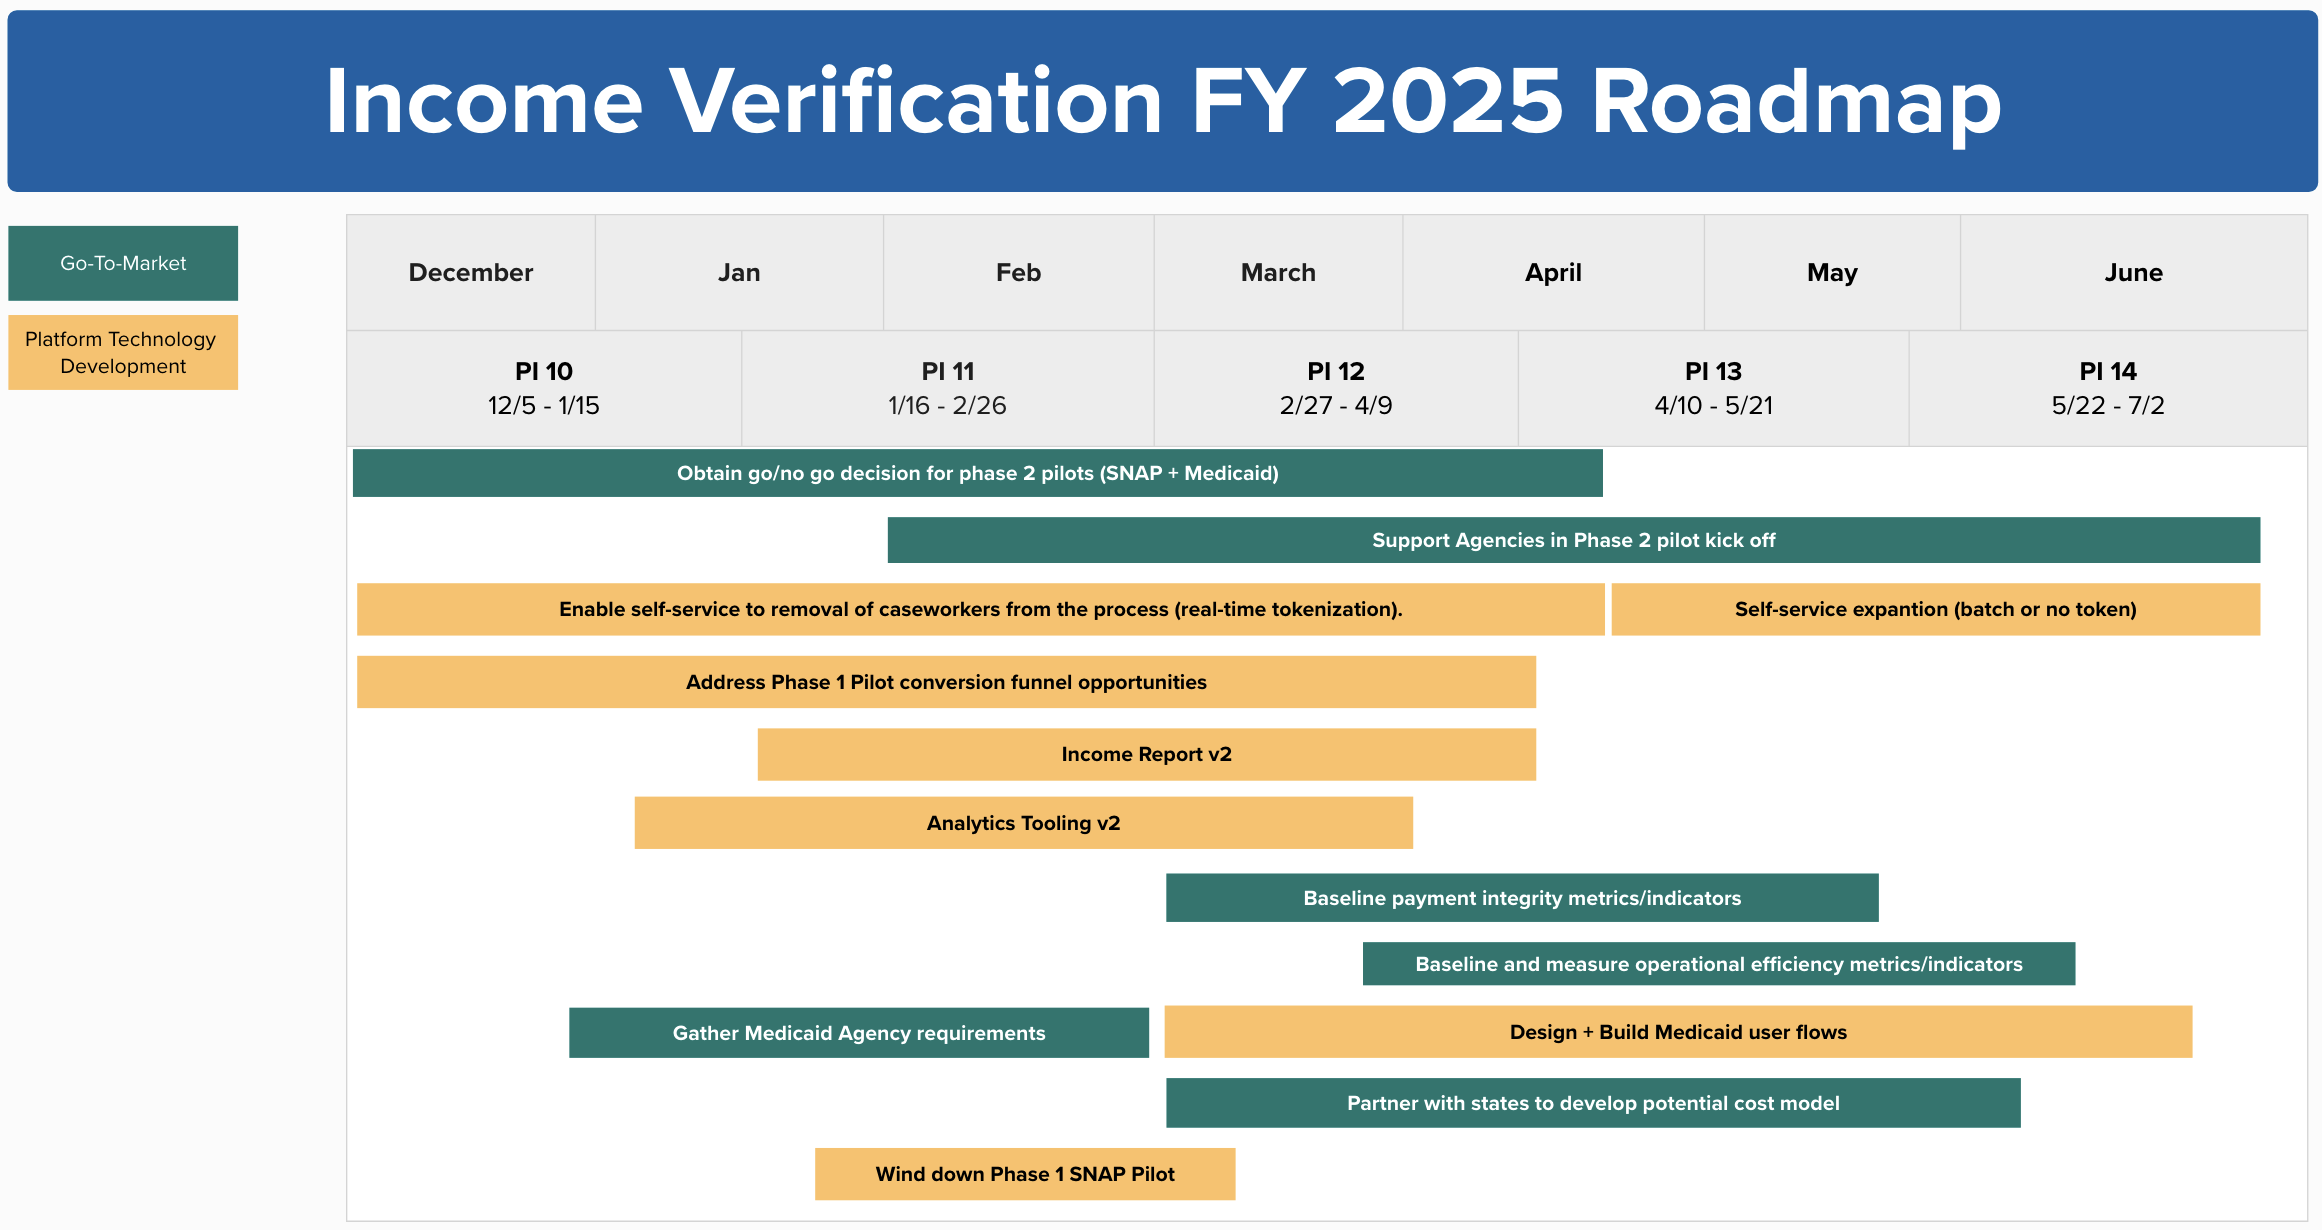 Income Verification FY 2025 Roadmap
Go-To-Market
Platform Technology
Development
December
Jan
Feb
March
April
May
June
PI 10
12/5 - 1/15
PI 11
1/16 - 2/26
PI 12
2/27 - 4/9
PI 13
4/10 - 5/21
PI 14
5/22 - 7/2
Obtain go/no go decision for phase 2 pilots (SNAP + Medicaid)
Support Agencies in Phase 2 pilot kick off
Enable self-service to removal of caseworkers from the process (real-time tokenization).
Self-service expantion (batch or no token)
Address Phase 1 Pilot conversion funnel opportunities
Income Report v2
Analytics Tooling v2
Baseline payment integrity metrics/indicators
Baseline and measure operational efficiency metrics/indicators
Gather Medicaid Agency requirements
Design + Build Medicaid user flows
Partner with states to develop potential cost model
Wind down Phase 1 SNAP Pilot